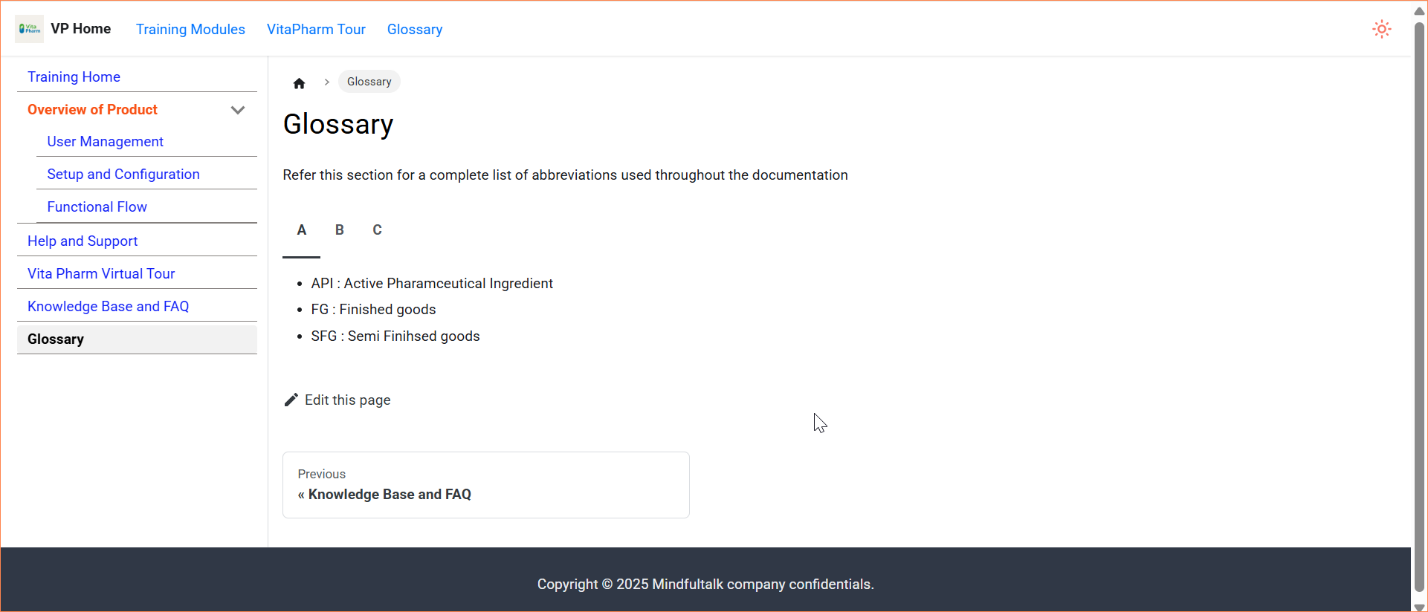 Vita Pharm VP Home Training Modules VitaPharm Tour Glossary
Training Home
Overview of Product
User Management
Setup and Configuration
Functional Flow
Help and Support
Vita Pharm Virtual Tour
Knowledge Base and FAQ
Glossary
› Glossary
Glossary
Refer this section for a complete list of abbreviations used throughout the documentation
A B C
• API : Active Pharamceutical Ingredient
• FG : Finished goods
• SFG : Semi Finihsed goods
Edit this page
Previous
« Knowledge Base and FAQ
Copyright © 2025 Mindfultalk company confidentials.